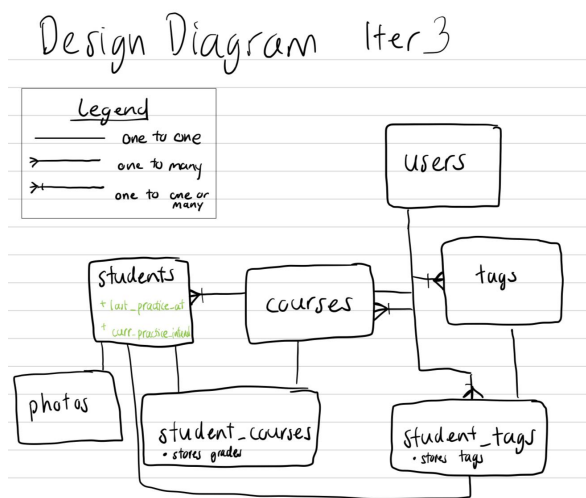 Design Diagram Iter 3
Legend
one to one
one to many
one to one or
many
users
students
+ last_practice_at
+ curr_practice_interval
tags
courses
photos
student_courses
• stores grades
student_tags
• stores tags